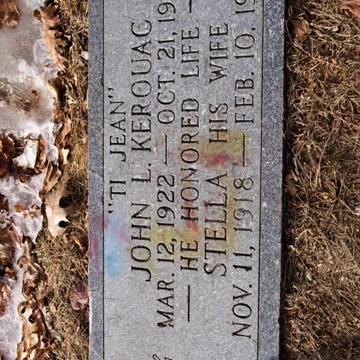 "TI JEAN"
JOHN L. KEROUAC
MAR. 12, 1922 — OCT. 21, 19
— HE HONORED LIFE —
STELLA HIS WIFE
NOV. 11, 1918 — FEB. 10, 19